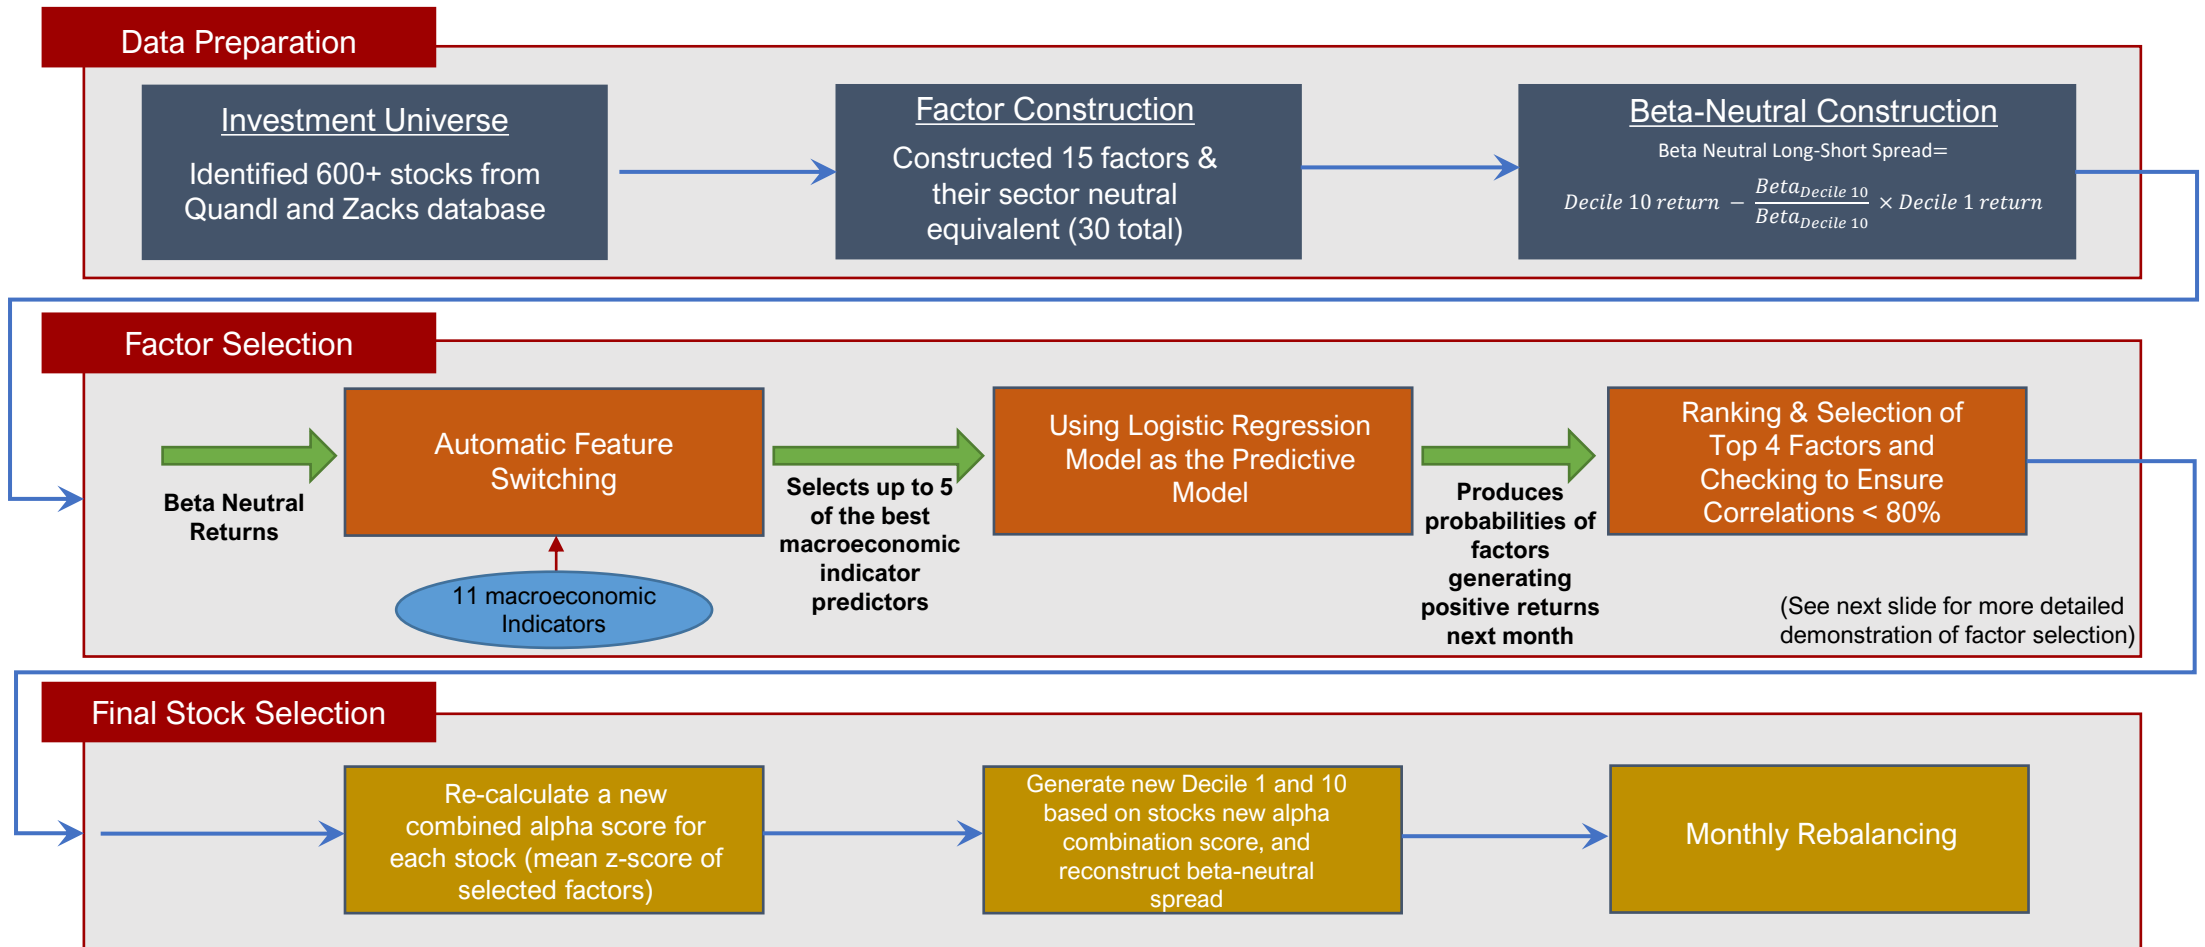 Data Preparation
Investment Universe
Identified 600+ stocks from
Quandl and Zacks database
Factor Construction
Constructed 15 factors &
their sector neutral
equivalent (30 total)
Beta-Neutral Construction
Beta Neutral Long-Short Spread=
Decile 10 return − Beta_Decile 10 / Beta_Decile 10 × Decile 1 return
Factor Selection
Beta Neutral
Returns
Automatic Feature
Switching
11 macroeconomic
Indicators
Selects up to 5
of the best
macroeconomic
indicator
predictors
Using Logistic Regression
Model as the Predictive
Model
Produces
probabilities of
factors
generating
positive returns
next month
Ranking & Selection of
Top 4 Factors and
Checking to Ensure
Correlations < 80%
(See next slide for more detailed
demonstration of factor selection)
Final Stock Selection
Re-calculate a new
combined alpha score for
each stock (mean z-score of
selected factors)
Generate new Decile 1 and 10
based on stocks new alpha
combination score, and
reconstruct beta-neutral
spread
Monthly Rebalancing